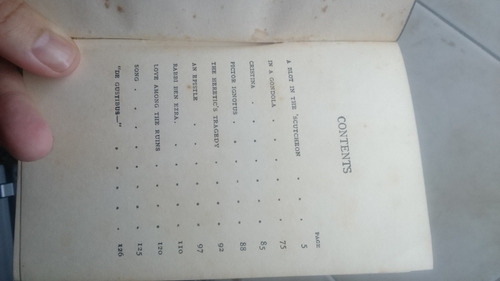 CONTENTS
PAGE
A BLOT IN THE 'SCUTCHEON . . 5
IN A GONDOLA . . . . . 75
CRISTINA . . . . . . 85
PICTOR IGNOTUS . . . . . 88
THE HERETIC'S TRAGEDY . . . . 92
AN EPISTLE . . . . . 97
RABBI BEN EZRA . . . . . 110
LOVE AMONG THE RUINS . . . . 120
SONG . . . . . . . 125
"DE GUSTIBUS—" . . . . . 126